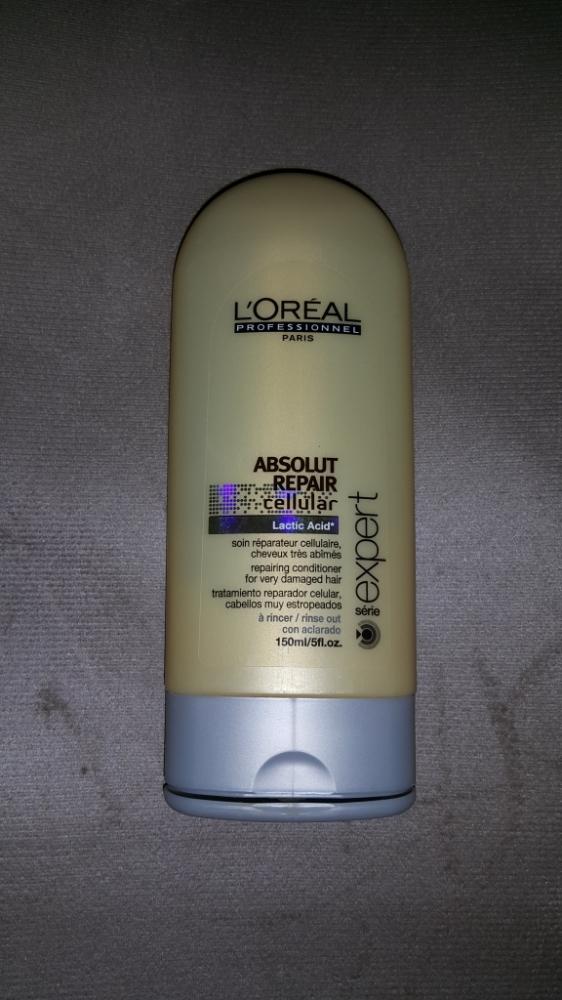 L'ORÉAL
PROFESSIONNEL
PARIS
ABSOLUT
REPAIR
cellular
Lactic Acid*
soin réparateur cellulaire,
cheveux très abîmés
repairing conditioner
for very damaged hair
tratamiento reparador celular,
cabellos muy estropeados
à rincer / rinse out
con aclarado
150ml/5fl.oz.
série
expert